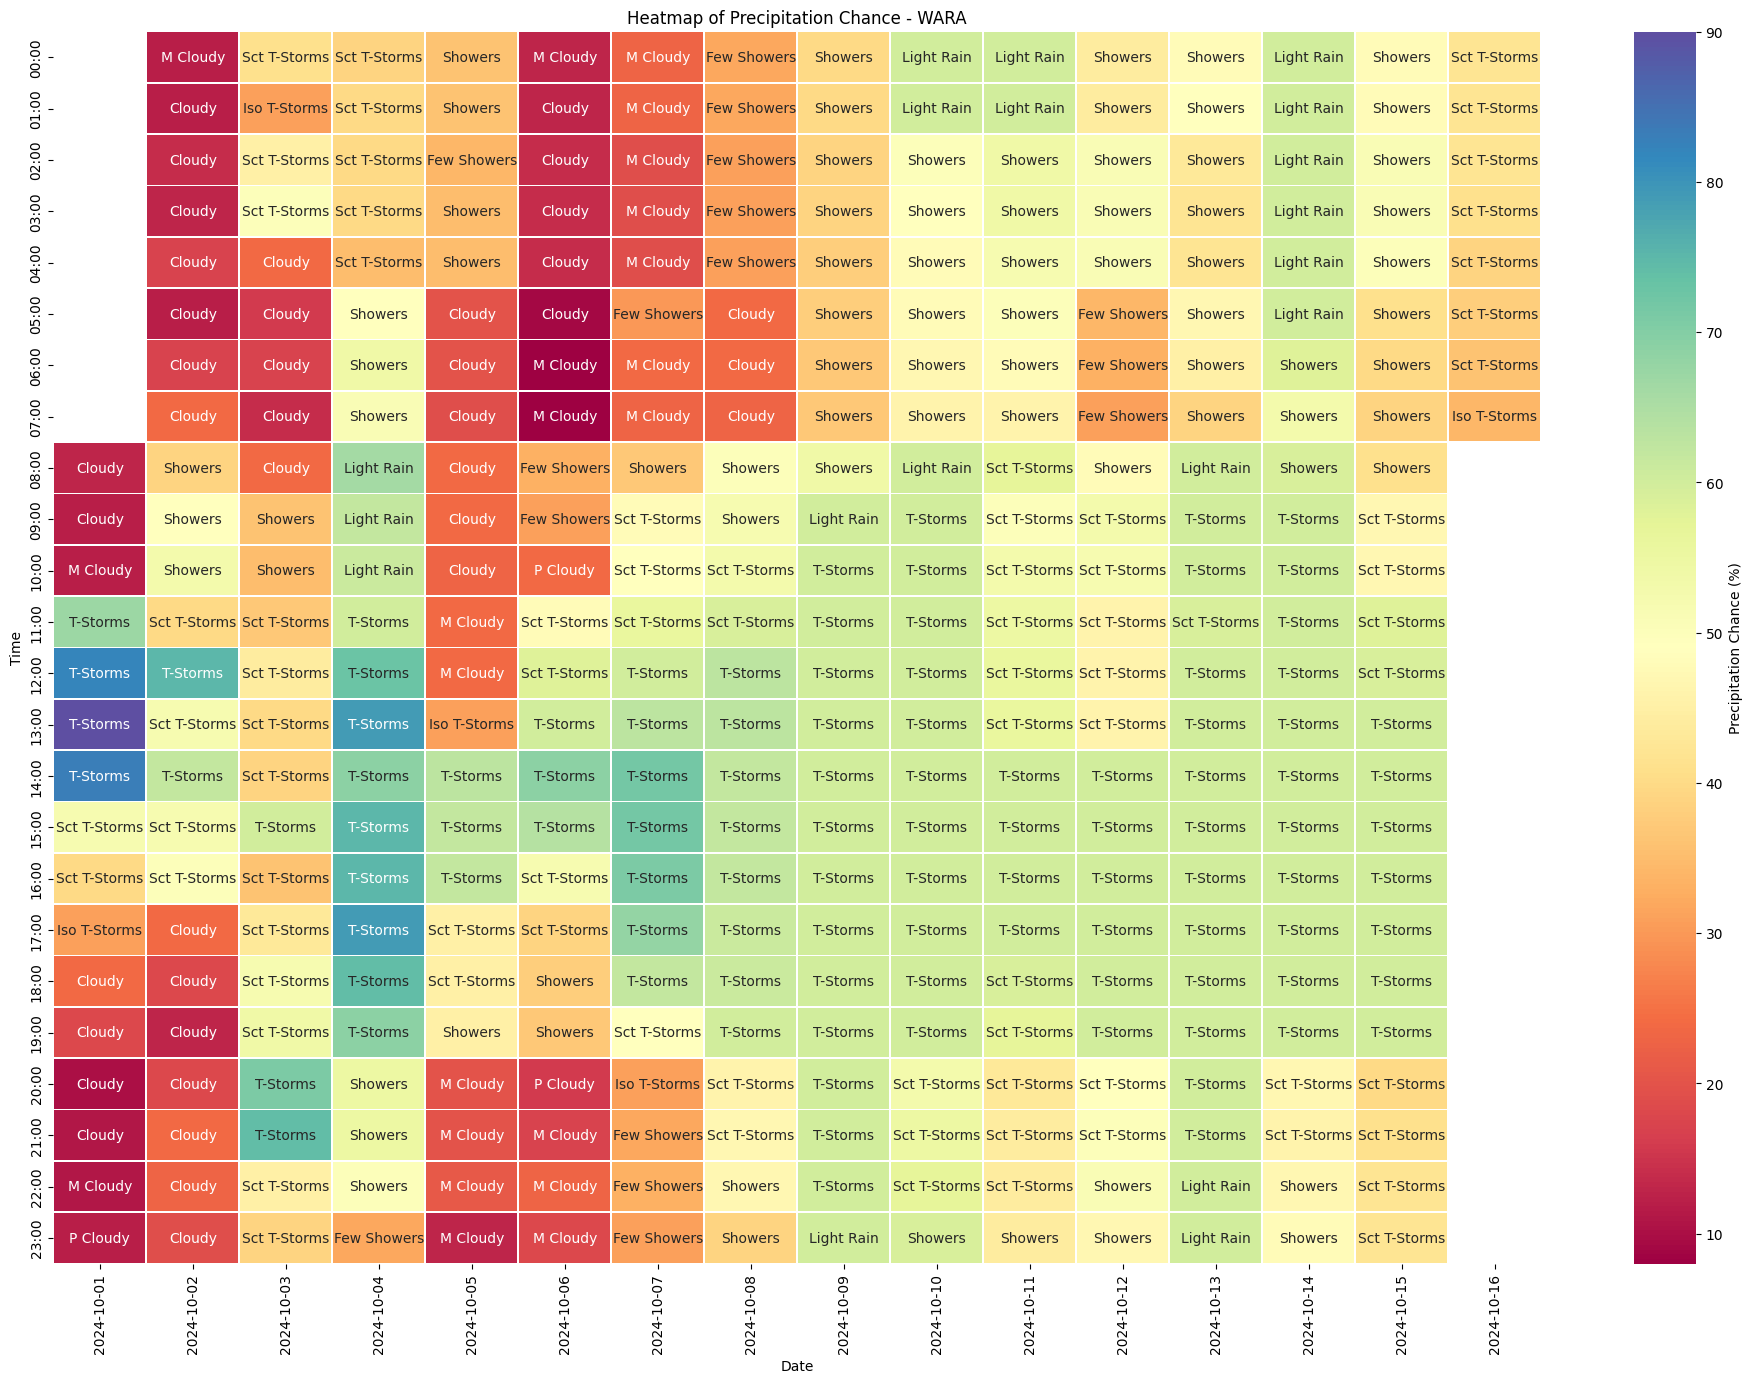 Heatmap of Precipitation Chance - WARA
00:00 M Cloudy Sct T-Storms Sct T-Storms Showers M Cloudy M Cloudy Few Showers Showers Light Rain Light Rain Showers Showers Light Rain Showers Sct T-Storms
01:00 Cloudy Iso T-Storms Sct T-Storms Showers Cloudy M Cloudy Few Showers Showers Light Rain Light Rain Showers Showers Light Rain Showers Sct T-Storms
02:00 Cloudy Sct T-Storms Sct T-Storms Few Showers Cloudy M Cloudy Few Showers Showers Showers Showers Showers Showers Light Rain Showers Sct T-Storms
03:00 Cloudy Sct T-Storms Sct T-Storms Showers Cloudy M Cloudy Few Showers Showers Showers Showers Showers Showers Light Rain Showers Sct T-Storms
04:00 Cloudy Cloudy Sct T-Storms Showers Cloudy M Cloudy Few Showers Showers Showers Showers Showers Showers Light Rain Showers Sct T-Storms
05:00 Cloudy Cloudy Showers Cloudy Cloudy Few Showers Cloudy Showers Showers Showers Few Showers Showers Light Rain Showers Sct T-Storms
06:00 Cloudy Cloudy Showers Cloudy M Cloudy M Cloudy Cloudy Showers Showers Showers Few Showers Showers Showers Showers Sct T-Storms
07:00 Cloudy Cloudy Showers Cloudy M Cloudy M Cloudy Cloudy Showers Showers Showers Few Showers Showers Showers Showers Iso T-Storms
08:00 Cloudy Showers Cloudy Light Rain Cloudy Few Showers Showers Showers Showers Light Rain Sct T-Storms Showers Light Rain Showers Showers
09:00 Cloudy Showers Showers Light Rain Cloudy Few Showers Sct T-Storms Showers Light Rain T-Storms Sct T-Storms Sct T-Storms T-Storms T-Storms Sct T-Storms
10:00 M Cloudy Showers Showers Light Rain Cloudy P Cloudy Sct T-Storms Sct T-Storms T-Storms T-Storms Sct T-Storms Sct T-Storms T-Storms T-Storms Sct T-Storms
11:00 T-Storms Sct T-Storms Sct T-Storms T-Storms M Cloudy Sct T-Storms Sct T-Storms Sct T-Storms T-Storms T-Storms Sct T-Storms Sct T-Storms Sct T-Storms T-Storms Sct T-Storms
12:00 T-Storms T-Storms Sct T-Storms T-Storms M Cloudy Sct T-Storms T-Storms T-Storms T-Storms T-Storms Sct T-Storms Sct T-Storms T-Storms T-Storms Sct T-Storms
13:00 T-Storms Sct T-Storms Sct T-Storms T-Storms Iso T-Storms T-Storms T-Storms T-Storms T-Storms T-Storms Sct T-Storms Sct T-Storms T-Storms T-Storms T-Storms
14:00 T-Storms T-Storms Sct T-Storms T-Storms T-Storms T-Storms T-Storms T-Storms T-Storms T-Storms T-Storms T-Storms T-Storms T-Storms T-Storms
15:00 Sct T-Storms Sct T-Storms T-Storms T-Storms T-Storms T-Storms T-Storms T-Storms T-Storms T-Storms T-Storms T-Storms T-Storms T-Storms T-Storms
16:00 Sct T-Storms Sct T-Storms Sct T-Storms T-Storms T-Storms Sct T-Storms T-Storms T-Storms T-Storms T-Storms T-Storms T-Storms T-Storms T-Storms T-Storms
17:00 Iso T-Storms Cloudy Sct T-Storms T-Storms Sct T-Storms Sct T-Storms T-Storms T-Storms T-Storms T-Storms T-Storms T-Storms T-Storms T-Storms T-Storms
18:00 Cloudy Cloudy Sct T-Storms T-Storms Sct T-Storms Showers T-Storms T-Storms T-Storms T-Storms Sct T-Storms T-Storms T-Storms T-Storms T-Storms
19:00 Cloudy Cloudy Sct T-Storms T-Storms Showers Showers Sct T-Storms T-Storms T-Storms T-Storms Sct T-Storms T-Storms T-Storms T-Storms T-Storms
20:00 Cloudy Cloudy T-Storms Showers M Cloudy P Cloudy Iso T-Storms Sct T-Storms T-Storms Sct T-Storms Sct T-Storms Sct T-Storms T-Storms Sct T-Storms Sct T-Storms
21:00 Cloudy Cloudy T-Storms Showers M Cloudy M Cloudy Few Showers Sct T-Storms T-Storms Sct T-Storms Sct T-Storms Sct T-Storms T-Storms Sct T-Storms Sct T-Storms
22:00 M Cloudy Cloudy Sct T-Storms Showers M Cloudy M Cloudy Few Showers Showers T-Storms Sct T-Storms Sct T-Storms Showers Light Rain Showers Sct T-Storms
23:00 P Cloudy Cloudy Sct T-Storms Few Showers M Cloudy M Cloudy Few Showers Showers Light Rain Showers Showers Showers Light Rain Showers Sct T-Storms
Time
2024-10-01 2024-10-02 2024-10-03 2024-10-04 2024-10-05 2024-10-06 2024-10-07 2024-10-08 2024-10-09 2024-10-10 2024-10-11 2024-10-12 2024-10-13 2024-10-14 2024-10-15 2024-10-16
Date
90
80
70
60
50
40
30
20
10
Precipitation Chance (%)